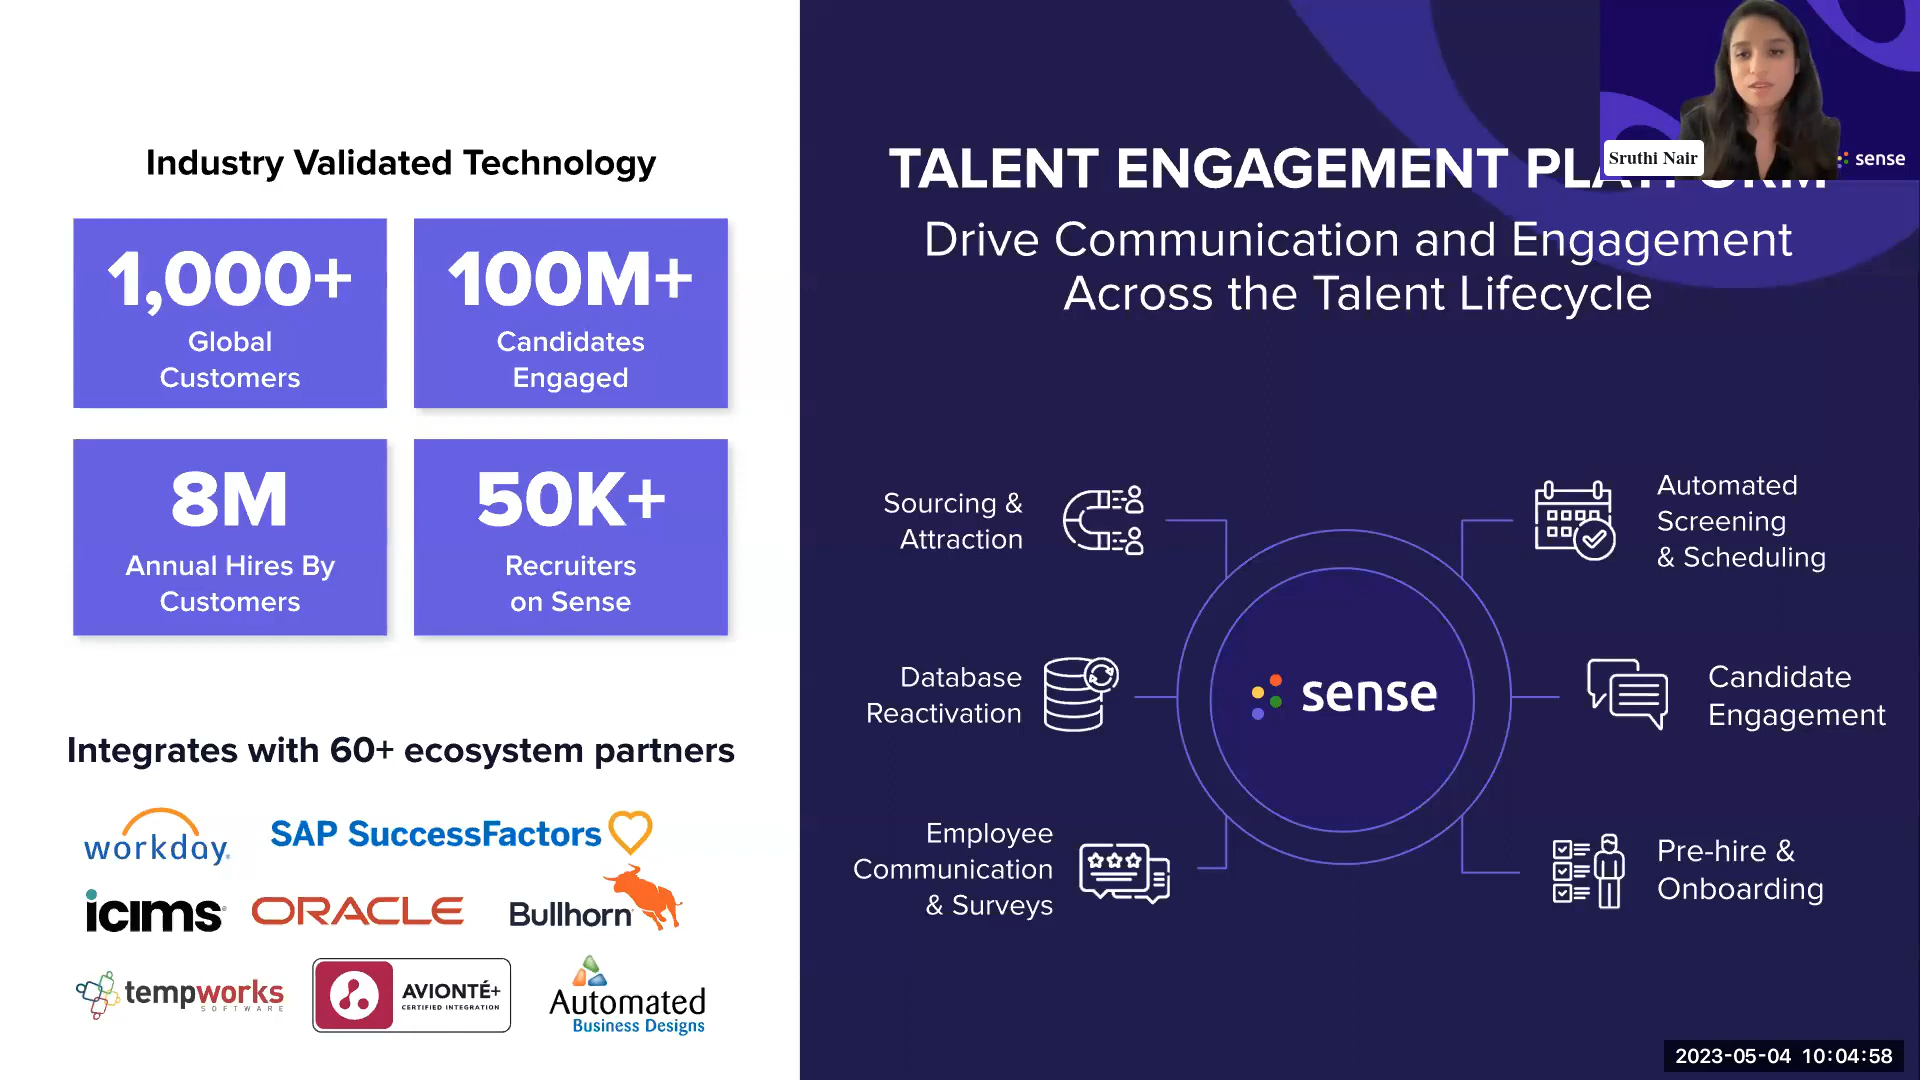 Industry Validated Technology
1,000+
Global
Customers
100M+
Candidates
Engaged
8M
Annual Hires By
Customers
50K+
Recruiters
on Sense
Integrates with 60+ ecosystem partners
workday.
SAP SuccessFactors
icims
ORACLE
Bullhorn
tempworks
SOFTWARE
AVIONTÉ+
CERTIFIED INTEGRATION
Automated
Business Designs
Sruthi Nair
sense
TALENT ENGAGEMENT PLATFORM
Drive Communication and Engagement
Across the Talent Lifecycle
Sourcing &
Attraction
Database
Reactivation
Employee
Communication
& Surveys
sense
Automated
Screening
& Scheduling
Candidate
Engagement
Pre-hire &
Onboarding
2023-05-04 10:04:58